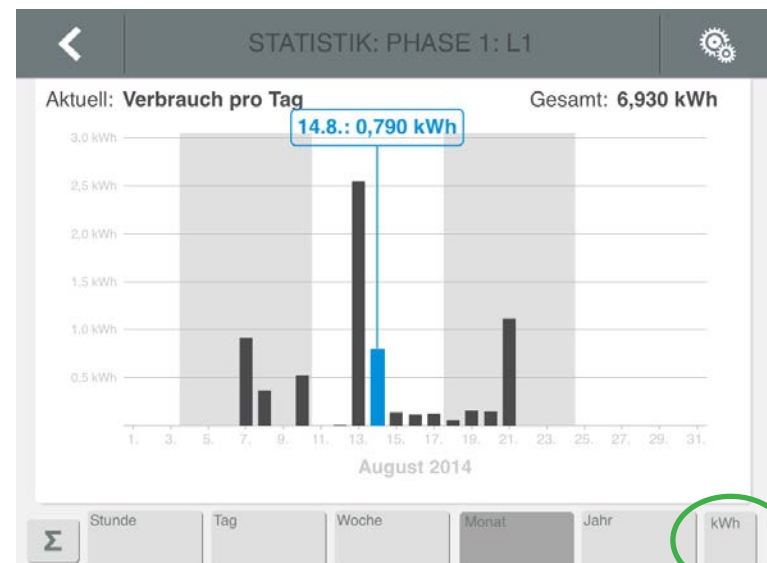 STATISTIK: PHASE 1: L1
Aktuell: Verbrauch pro Tag
Gesamt: 6,930 kWh
14.8.: 0,790 kWh
3,0 kWh
2,5 kWh
2,0 kWh
1,5 kWh
1,0 kWh
0,5 kWh
1. 3. 5. 7. 9. 11. 13. 15. 17. 19. 21. 23. 25. 27. 29. 31.
August 2014
Σ Stunde Tag Woche Monat Jahr kWh